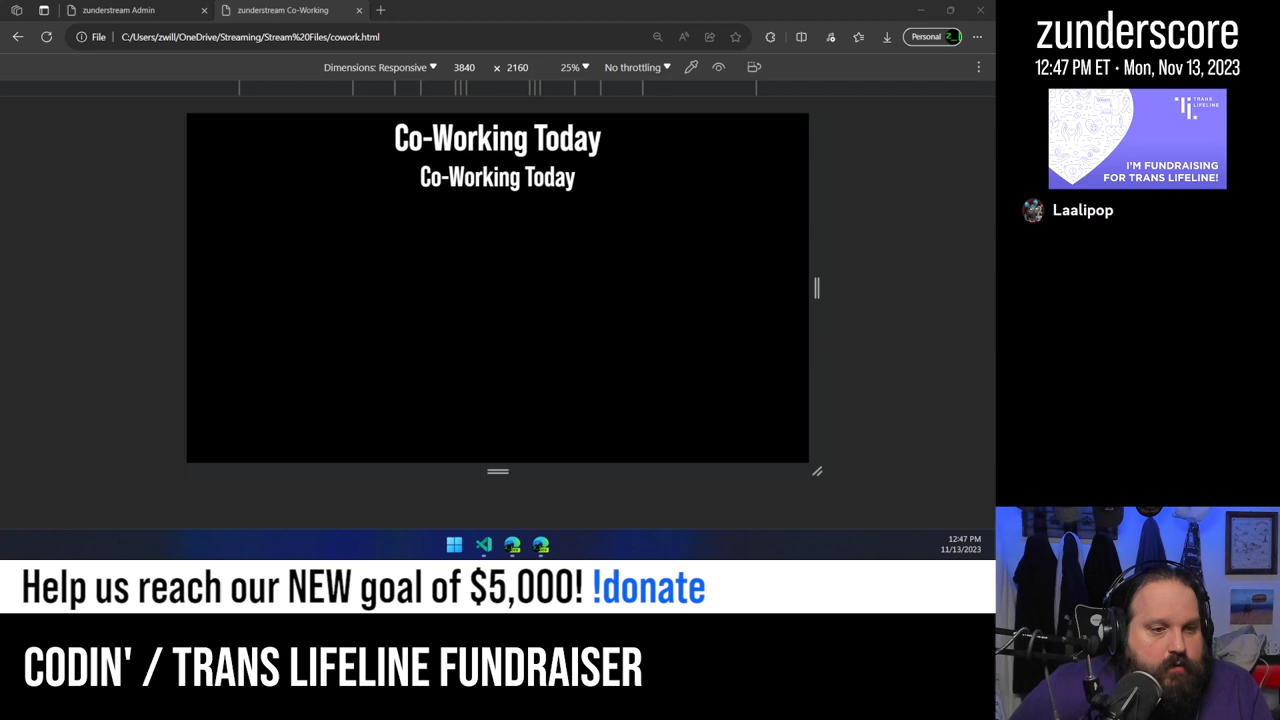 zunderstream Admin
zunderstream Co-Working
File
C:/Users/zwill/OneDrive/Streaming/Stream%20Files/cowork.html
Personal
Dimensions: Responsive
3840 × 2160
25%
No throttling
Co-Working Today
Co-Working Today
12:47 PM
11/13/2023
Help us reach our NEW goal of $5,000! !donate
CODIN' / TRANS LIFELINE FUNDRAISER
zunderscore
12:47 PM ET · Mon, Nov 13, 2023
TRANS
LIFELINE
I'M FUNDRAISING
FOR TRANS LIFELINE!
Laalipop